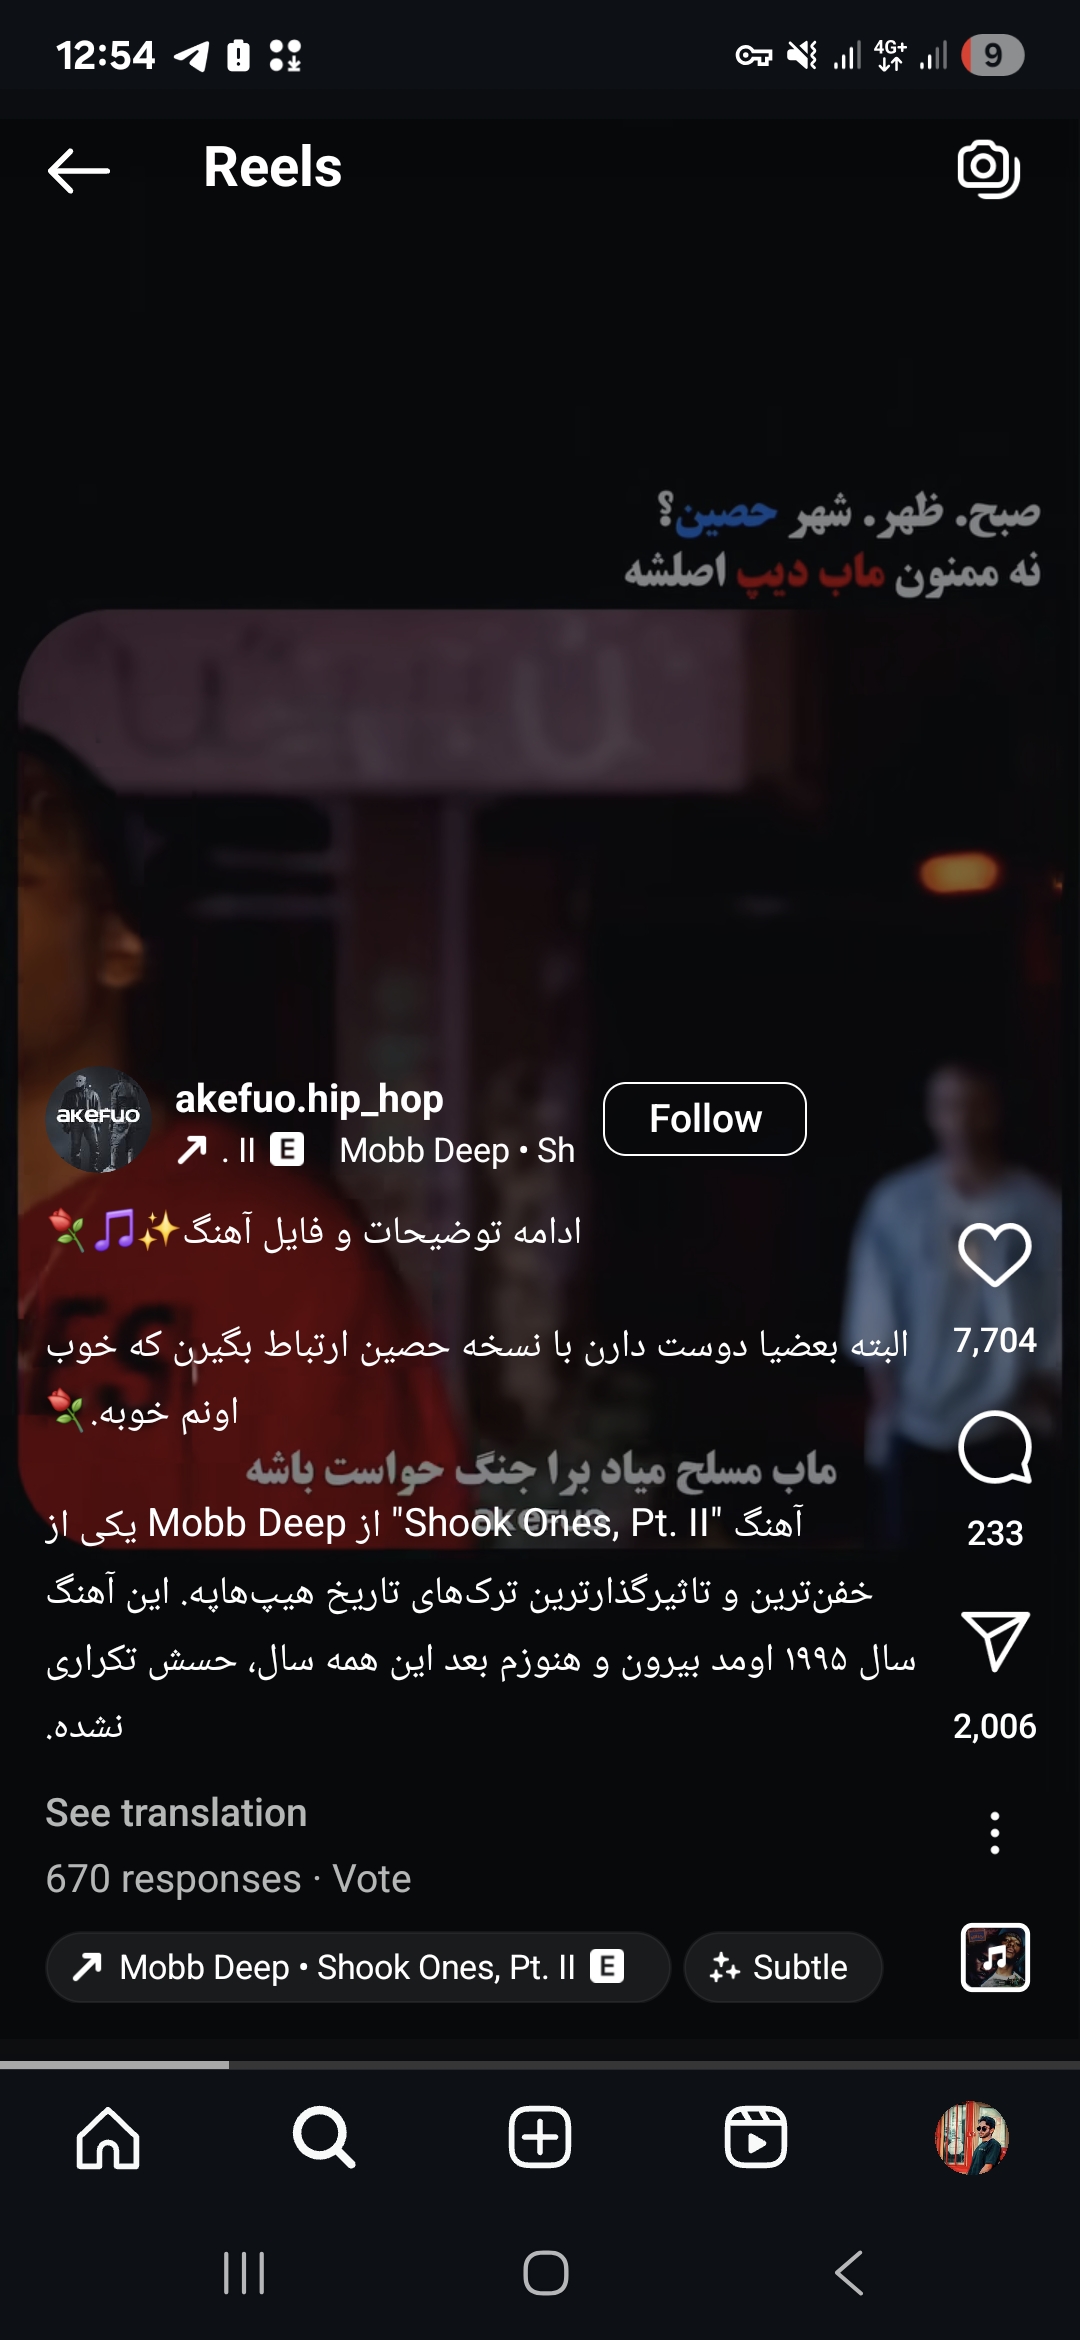 12:54
4G+
9
Reels
صبح. ظهر. شهر حصین؟
نه ممنون ماب دیپ اصلشه
akefuo
akefuo.hip_hop
. II E Mobb Deep • Sh
Follow
ادامه توضیحات و فایل آهنگ✨🎵🌹
البته بعضیا دوست دارن با نسخه حصین ارتباط بگیرن که خوب
اونم خوبه.🌹
7,704
ماب مسلح میاد برا جنگ حواست باشه
akefuo
آهنگ "Shook Ones, Pt. II" از Mobb Deep یکی از
خفن‌ترین و تاثیرگذارترین ترک‌های تاریخ هیپ‌هاپه. این آهنگ
سال ۱۹۹۵ اومد بیرون و هنوزم بعد این همه سال، حسش تکراری
نشده.
233
2,006
See translation
670 responses · Vote
Mobb Deep • Shook Ones, Pt. II E
Subtle